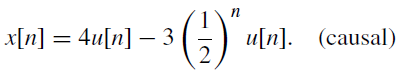 x[n] = 4u[n] − 3 (1/2)^n u[n]. (causal)